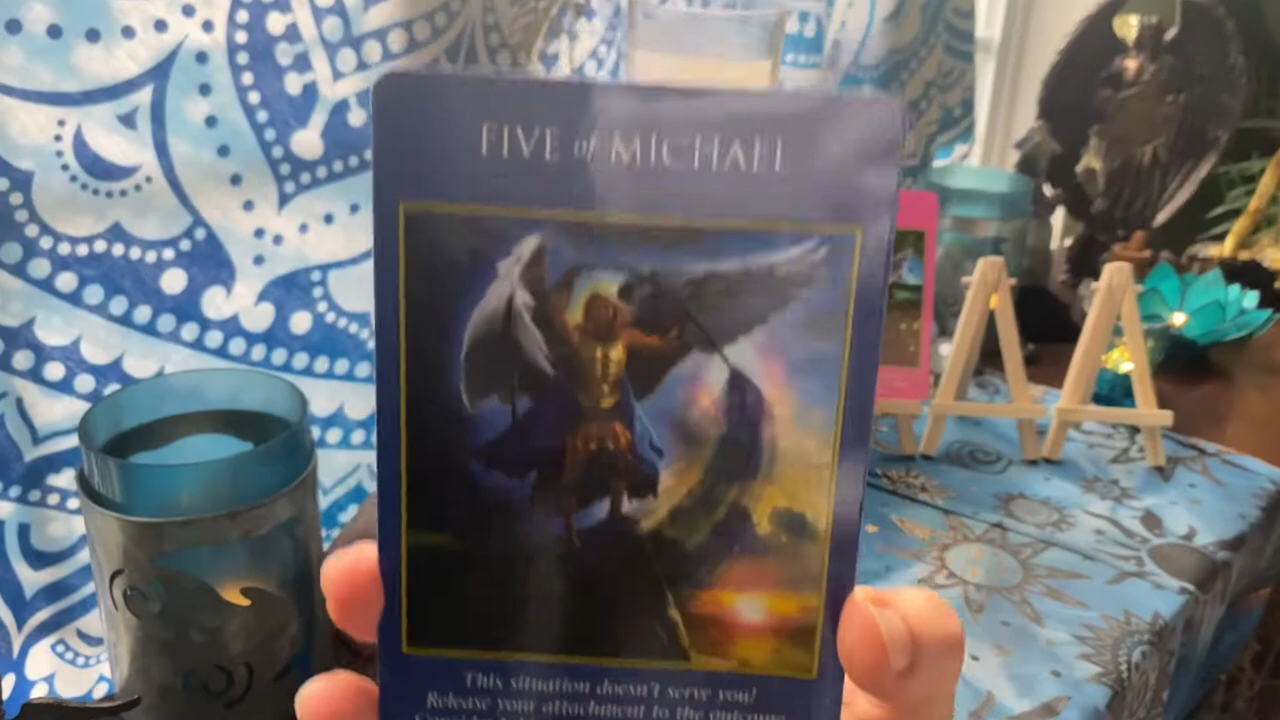 FIVE of MICHAEL
This situation doesn't serve you!
Release your attachment to the outcome.